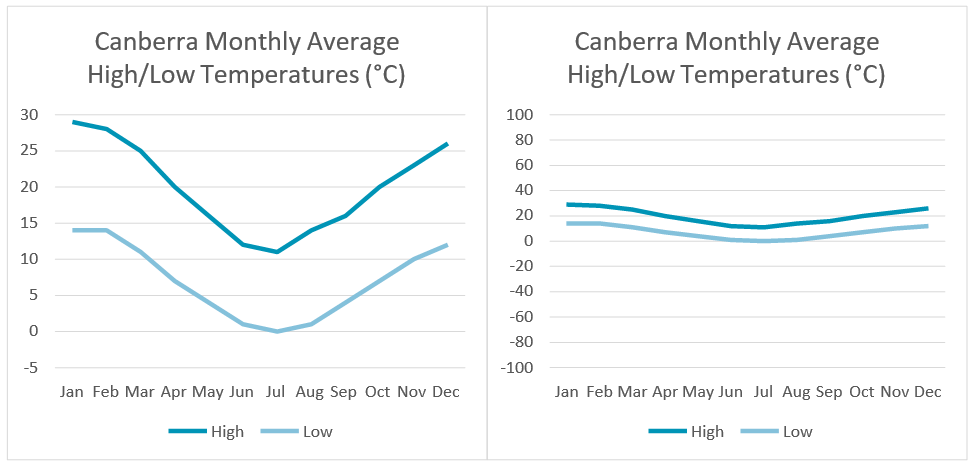 Canberra Monthly Average
High/Low Temperatures (°C)
30
25
20
15
10
5
0
-5
Jan Feb Mar Apr May Jun Jul Aug Sep Oct Nov Dec
High Low
Canberra Monthly Average
High/Low Temperatures (°C)
100
80
60
40
20
0
-20
-40
-60
-80
-100
Jan Feb Mar Apr May Jun Jul Aug Sep Oct Nov Dec
High Low